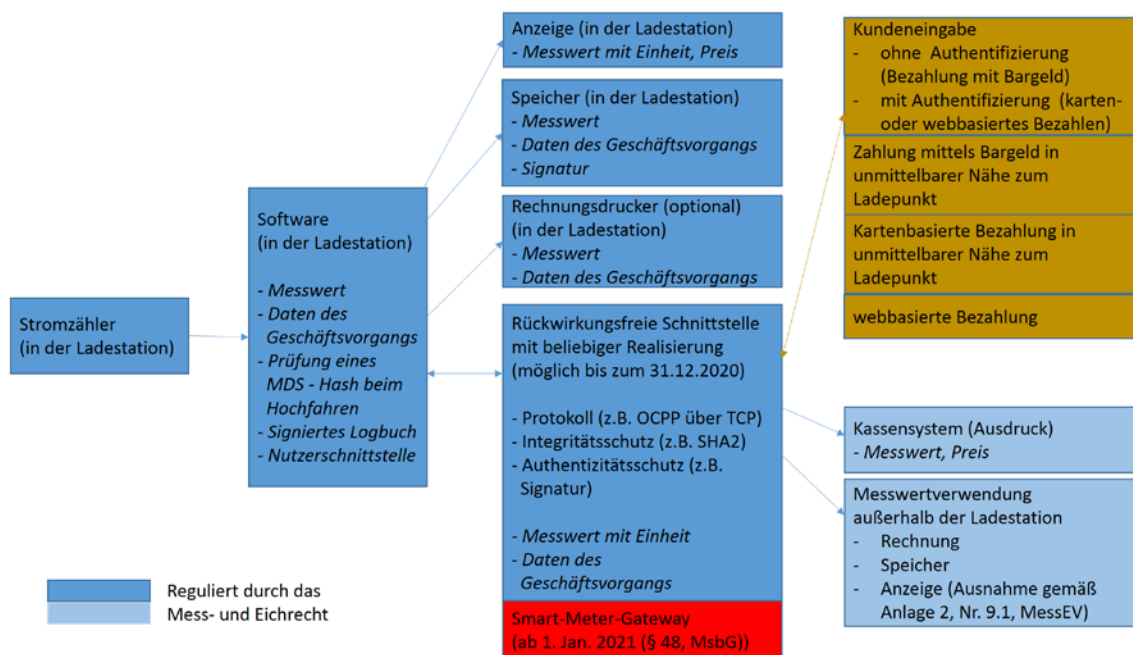 Stromzähler
(in der Ladestation)
Software
(in der Ladestation)
- Messwert
- Daten des
Geschäftsvorgangs
- Prüfung eines
MDS - Hash beim
Hochfahren
- Signiertes Logbuch
- Nutzerschnittstelle
Anzeige (in der Ladestation)
- Messwert mit Einheit, Preis
Speicher (in der Ladestation)
- Messwert
- Daten des Geschäftsvorgangs
- Signatur
Rechnungsdrucker (optional)
(in der Ladestation)
- Messwert
- Daten des Geschäftsvorgangs
Rückwirkungsfreie Schnittstelle
mit beliebiger Realisierung
(möglich bis zum 31.12.2020)
- Protokoll (z.B. OCPP über TCP)
- Integritätsschutz (z.B. SHA2)
- Authentizitätsschutz (z.B.
Signatur)
- Messwert mit Einheit
- Daten des
Geschäftsvorgangs
Smart-Meter-Gateway
(ab 1. Jan. 2021 (§ 48, MsbG))
Kundeneingabe
- ohne Authentifizierung
(Bezahlung mit Bargeld)
- mit Authentifizierung (karten-
oder webbasiertes Bezahlen)
Zahlung mittels Bargeld in
unmittelbarer Nähe zum
Ladepunkt
Kartenbasierte Bezahlung in
unmittelbarer Nähe zum
Ladepunkt
webbasierte Bezahlung
Kassensystem (Ausdruck)
- Messwert, Preis
Messwertverwendung
außerhalb der Ladestation
- Rechnung
- Speicher
- Anzeige (Ausnahme gemäß
Anlage 2, Nr. 9.1, MessEV)
Reguliert durch das
Mess- und Eichrecht